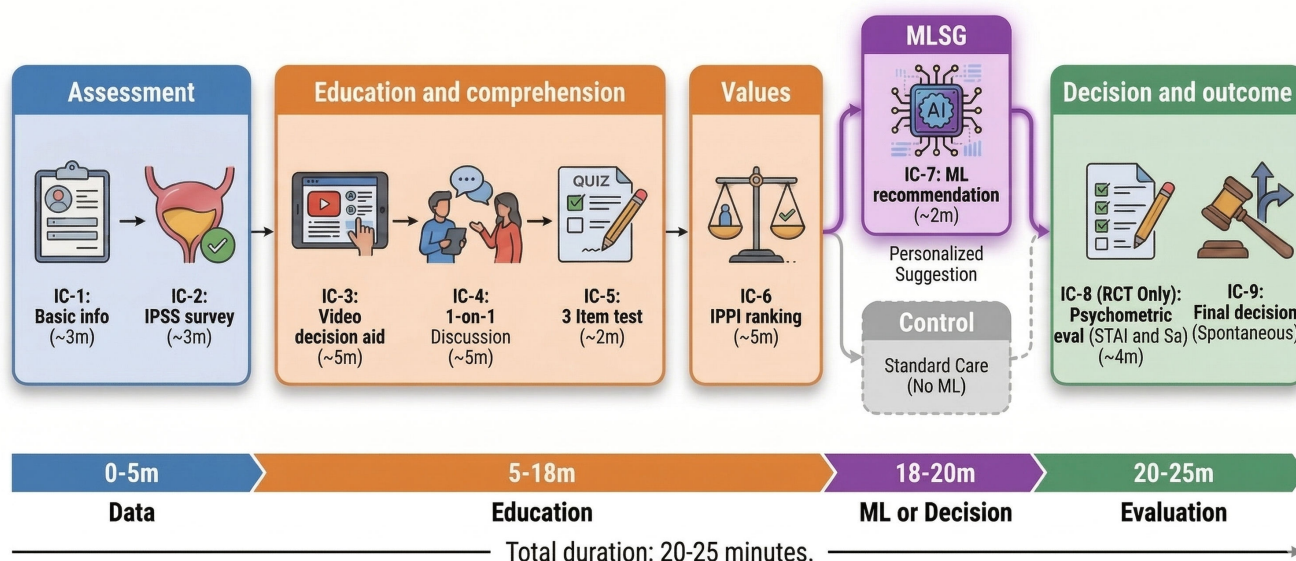 Assessment
IC-1:
Basic info
(~3m)
IC-2:
IPSS survey
(~3m)
Education and comprehension
IC-3:
Video
decision aid
(~5m)
IC-4:
1-on-1
Discussion
(~5m)
QUIZ
IC-5:
3 Item test
(~2m)
Values
IC-6
IPPI ranking
(~5m)
MLSG
AI
IC-7: ML
recommendation
(~2m)
Personalized
Suggestion
Control
Standard Care
(No ML)
Decision and outcome
IC-8 (RCT Only):
Psychometric
eval (STAI and Sa)
(~4m)
IC-9:
Final decision
(Spontaneous)
0-5m
5-18m
18-20m
20-25m
Data
Education
ML or Decision
Evaluation
Total duration: 20-25 minutes.